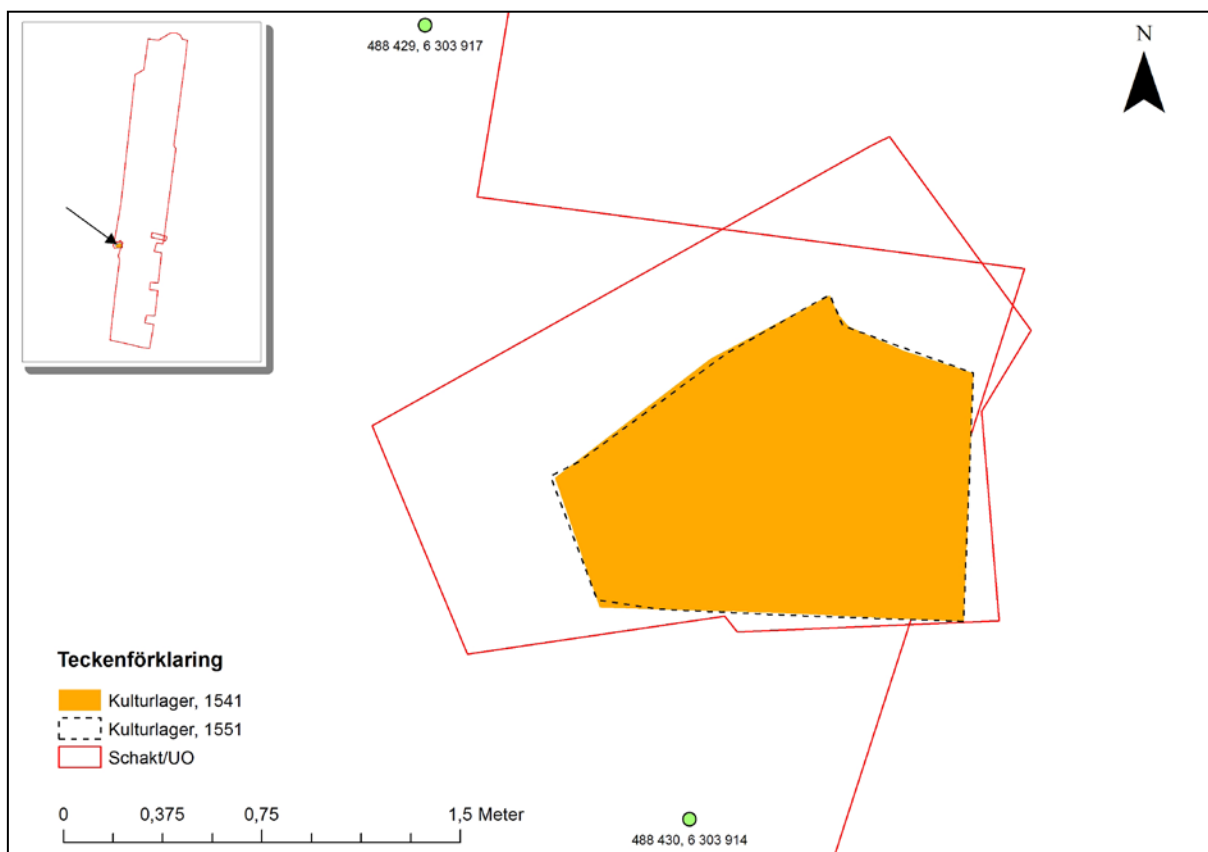 488 429, 6 303 917
N
Teckenförklaring
Kulturlager, 1541
Kulturlager, 1551
Schakt/UO
0 0,375 0,75 1,5 Meter
488 430, 6 303 914